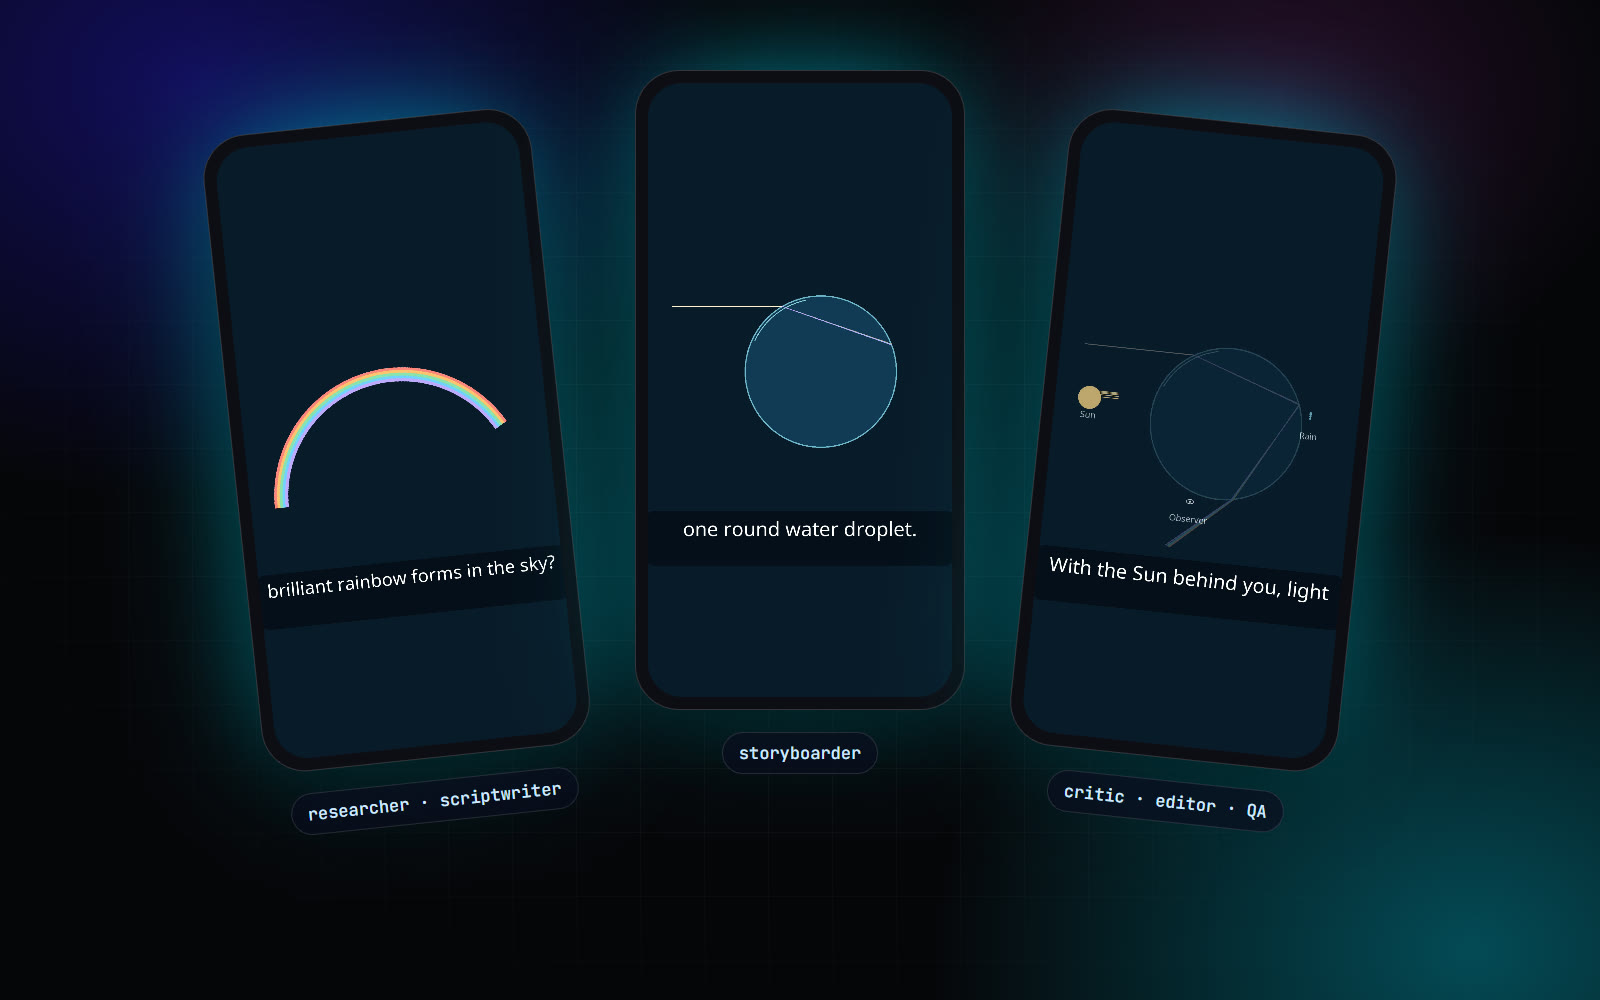 brilliant rainbow forms in the sky?
researcher · scriptwriter
one round water droplet.
storyboarder
Sun
Rain
Observer
With the Sun behind you, light
critic · editor · QA